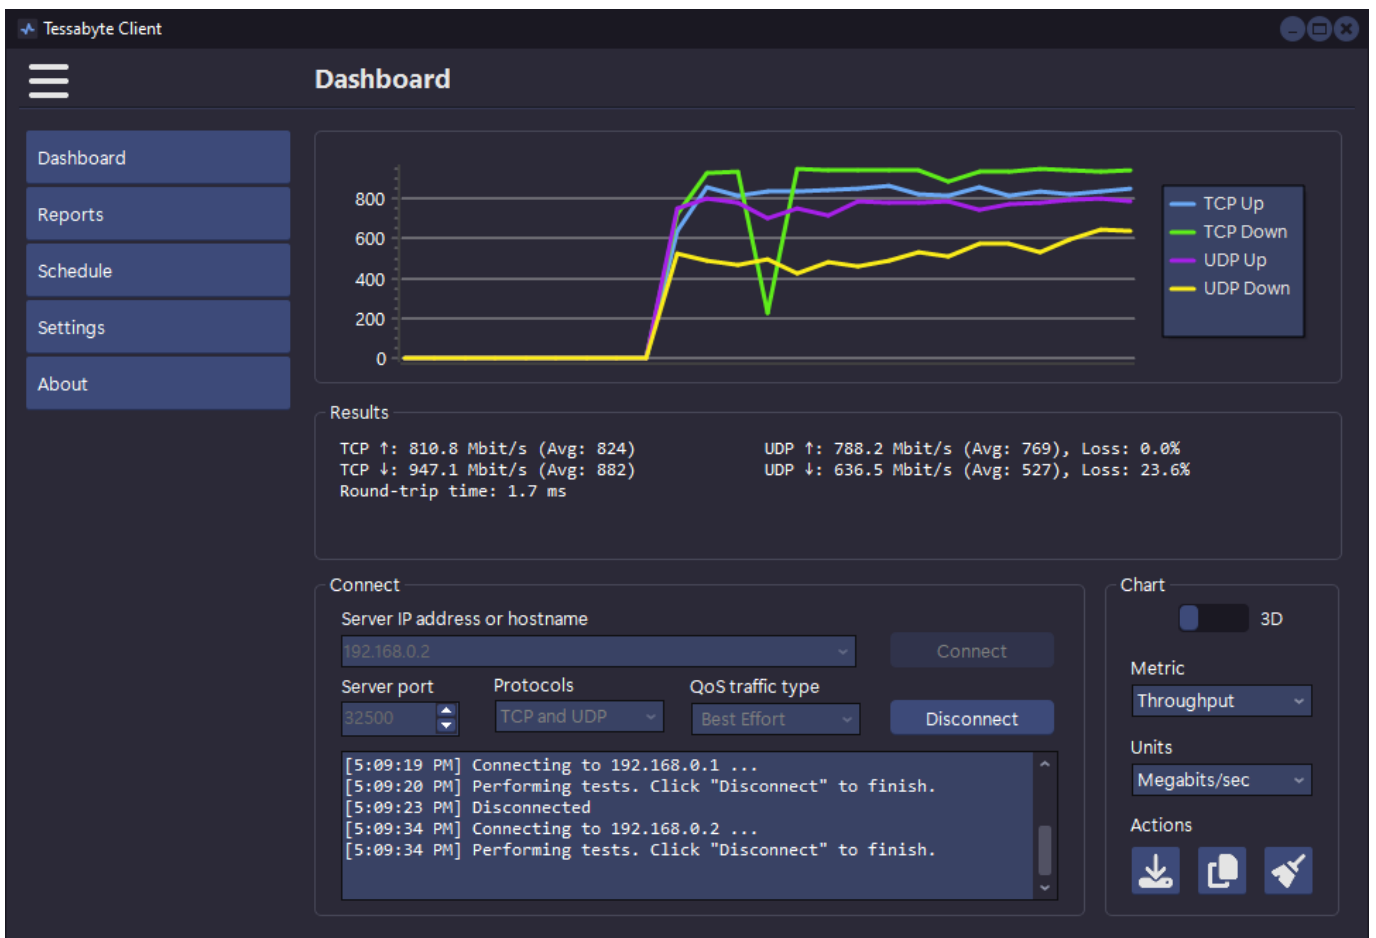 Tessabyte Client
Dashboard
Dashboard
Reports
Schedule
Settings
About
800
600
400
200
0
TCP Up
TCP Down
UDP Up
UDP Down
Results
TCP ↑: 810.8 Mbit/s (Avg: 824)
TCP ↓: 947.1 Mbit/s (Avg: 882)
Round-trip time: 1.7 ms
UDP ↑: 788.2 Mbit/s (Avg: 769), Loss: 0.0%
UDP ↓: 636.5 Mbit/s (Avg: 527), Loss: 23.6%
Connect
Server IP address or hostname
192.168.0.2
Connect
Server port
Protocols
QoS traffic type
32500
TCP and UDP
Best Effort
Disconnect
[5:09:19 PM] Connecting to 192.168.0.1 ...
[5:09:20 PM] Performing tests. Click "Disconnect" to finish.
[5:09:23 PM] Disconnected
[5:09:34 PM] Connecting to 192.168.0.2 ...
[5:09:34 PM] Performing tests. Click "Disconnect" to finish.
Chart
3D
Metric
Throughput
Units
Megabits/sec
Actions